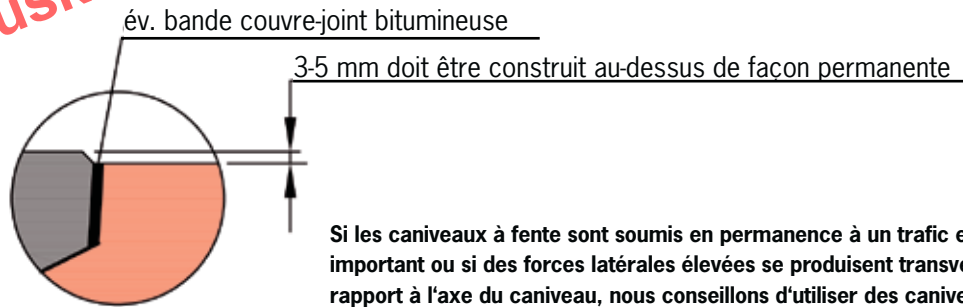 év. bande couvre-joint bitumineuse
3-5 mm doit être construit au-dessus de façon permanente
Si les caniveaux à fente sont soumis en permanence à un trafic
important ou si des forces latérales élevées se produisent
rapport à l‘axe du caniveau, nous conseillons d‘utiliser des